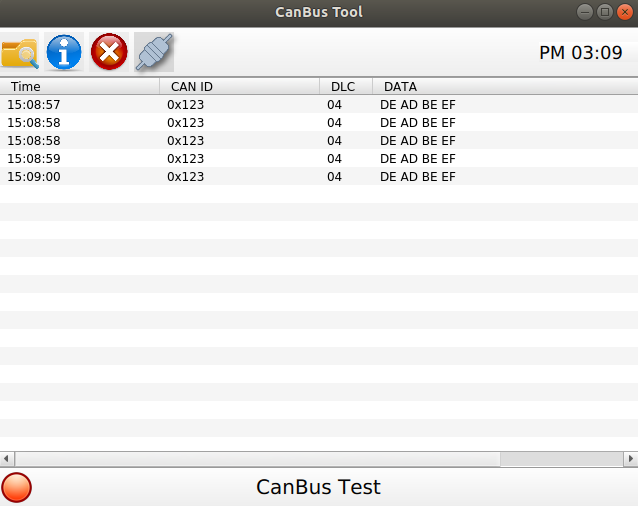 CanBus Tool
PM 03:09
Time CAN ID DLC DATA
15:08:57 0x123 04 DE AD BE EF
15:08:58 0x123 04 DE AD BE EF
15:08:58 0x123 04 DE AD BE EF
15:08:59 0x123 04 DE AD BE EF
15:09:00 0x123 04 DE AD BE EF
CanBus Test